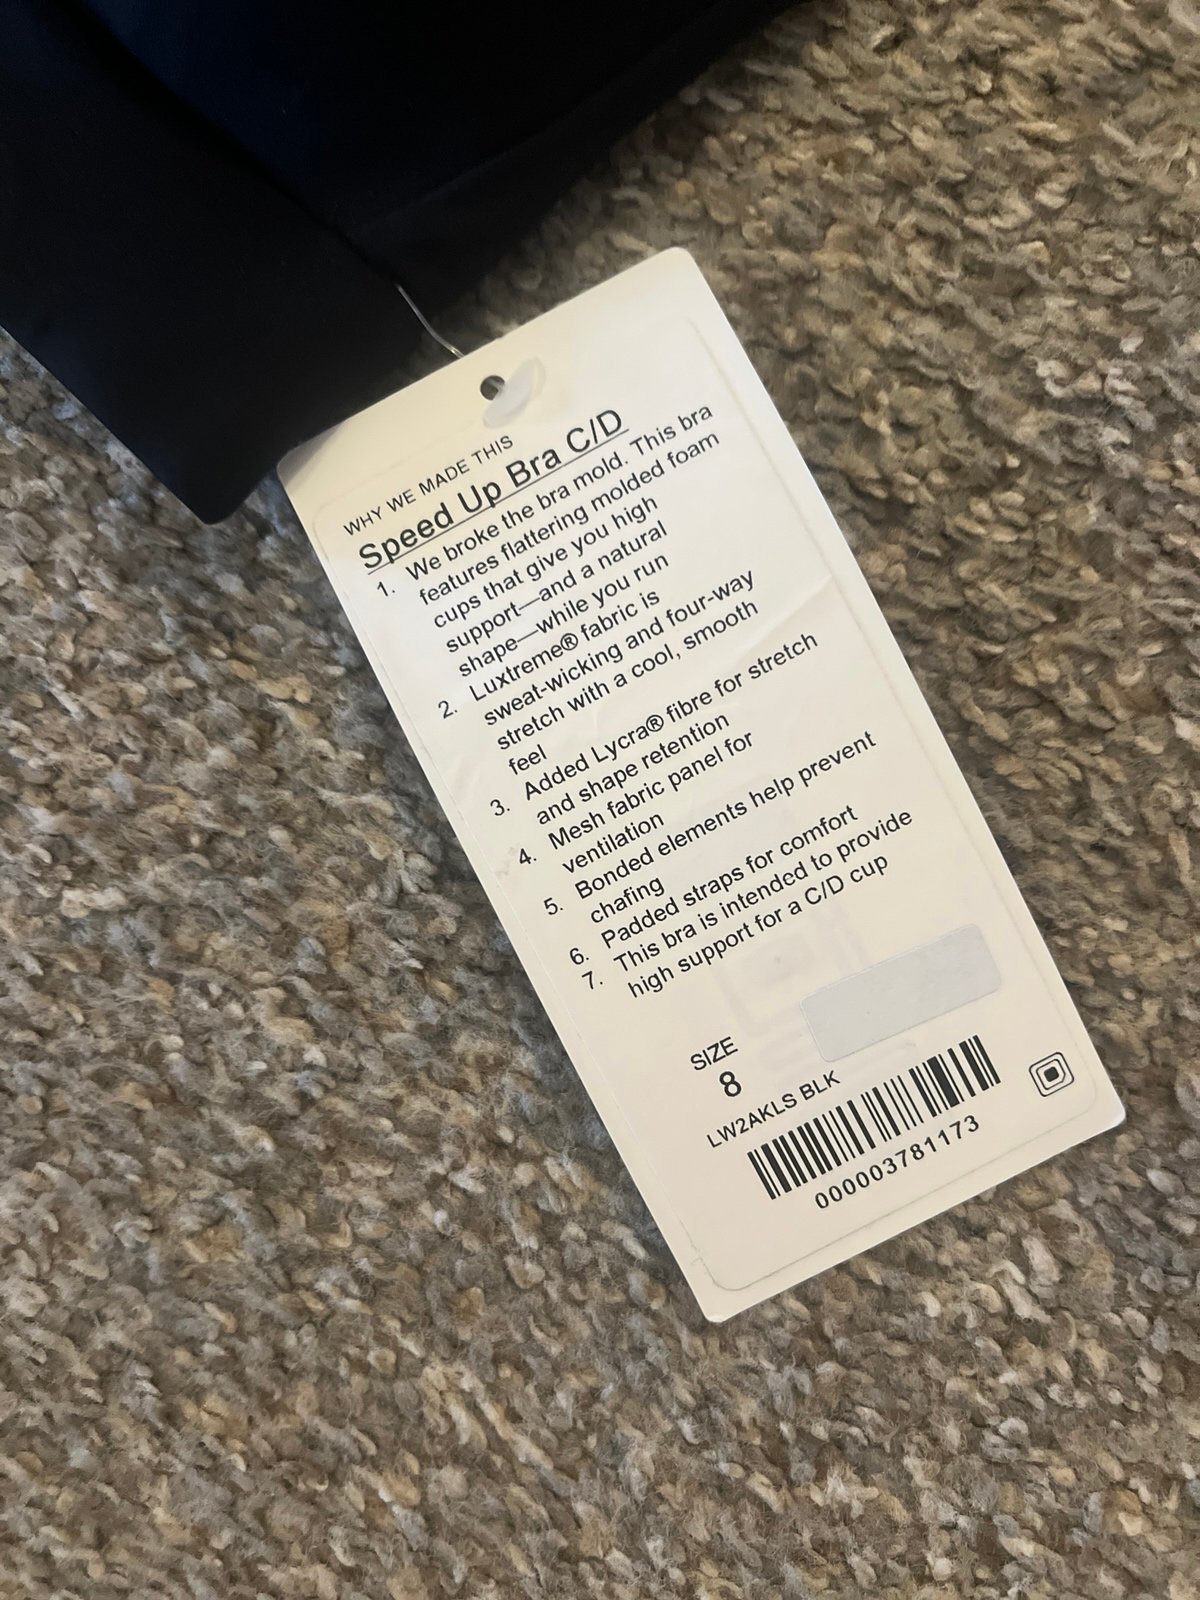 WHY WE MADE THIS
Speed Up Bra C/D
1. We broke the bra mold. This bra
features flattering molded foam
cups that give you high
support—and a natural
shape—while you run
2. Luxtreme® fabric is
sweat-wicking and four-way
stretch with a cool, smooth
feel
3. Added Lycra® fibre for stretch
and shape retention
4. Mesh fabric panel for
ventilation
5. Bonded elements help prevent
chafing
6. Padded straps for comfort
7. This bra is intended to provide
high support for a C/D cup
SIZE
8
LW2AKLS BLK
000003781173